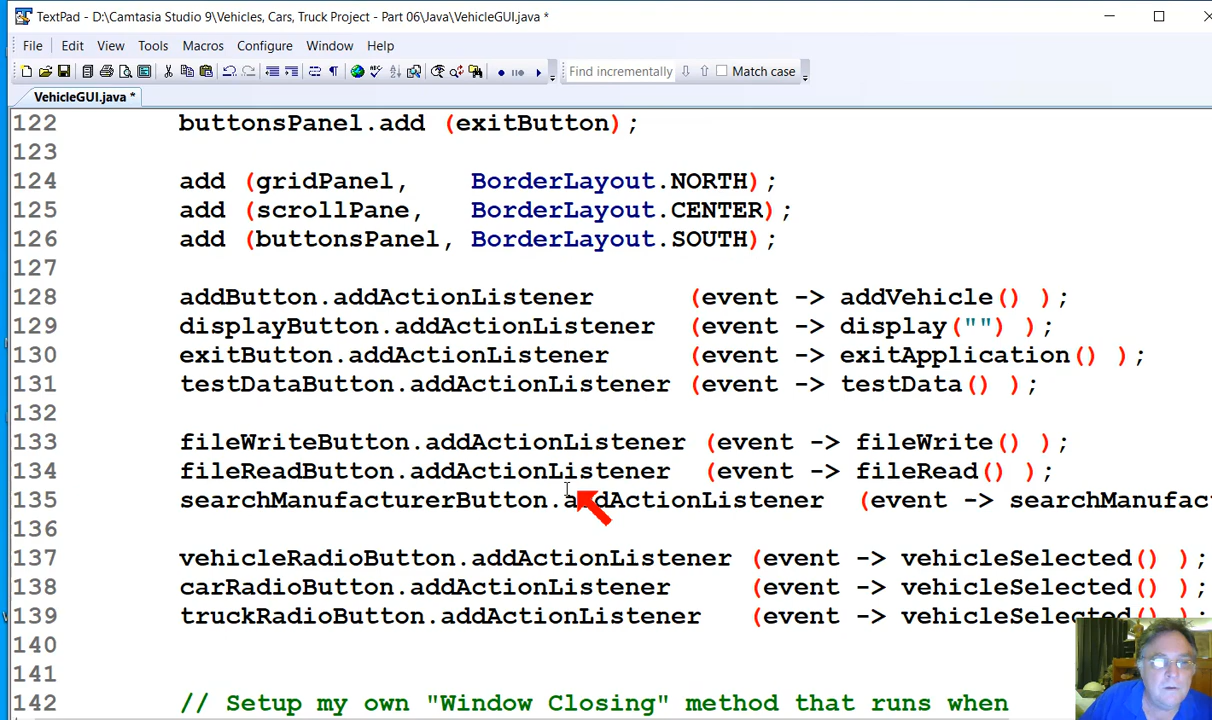 TextPad - D:\Camtasia Studio 9\Vehicles, Cars, Truck Project - Part 06\Java\VehicleGUI.java *
File Edit View Tools Macros Configure Window Help
Find incrementally Match case
VehicleGUI.java *
122 buttonsPanel.add (exitButton);
123
124 add (gridPanel, BorderLayout.NORTH);
125 add (scrollPane, BorderLayout.CENTER);
126 add (buttonsPanel, BorderLayout.SOUTH);
127
128 addButton.addActionListener (event -> addVehicle() );
129 displayButton.addActionListener (event -> display("") );
130 exitButton.addActionListener (event -> exitApplication() );
131 testDataButton.addActionListener (event -> testData() );
132
133 fileWriteButton.addActionListener (event -> fileWrite() );
134 fileReadButton.addActionListener (event -> fileRead() );
135 searchManufacturerButton.addActionListener (event -> searchManufac
136
137 vehicleRadioButton.addActionListener (event -> vehicleSelected() );
138 carRadioButton.addActionListener (event -> vehicleSelected() );
139 truckRadioButton.addActionListener (event -> vehicleSelected() );
140
141
142 // Setup my own "Window Closing" method that runs when